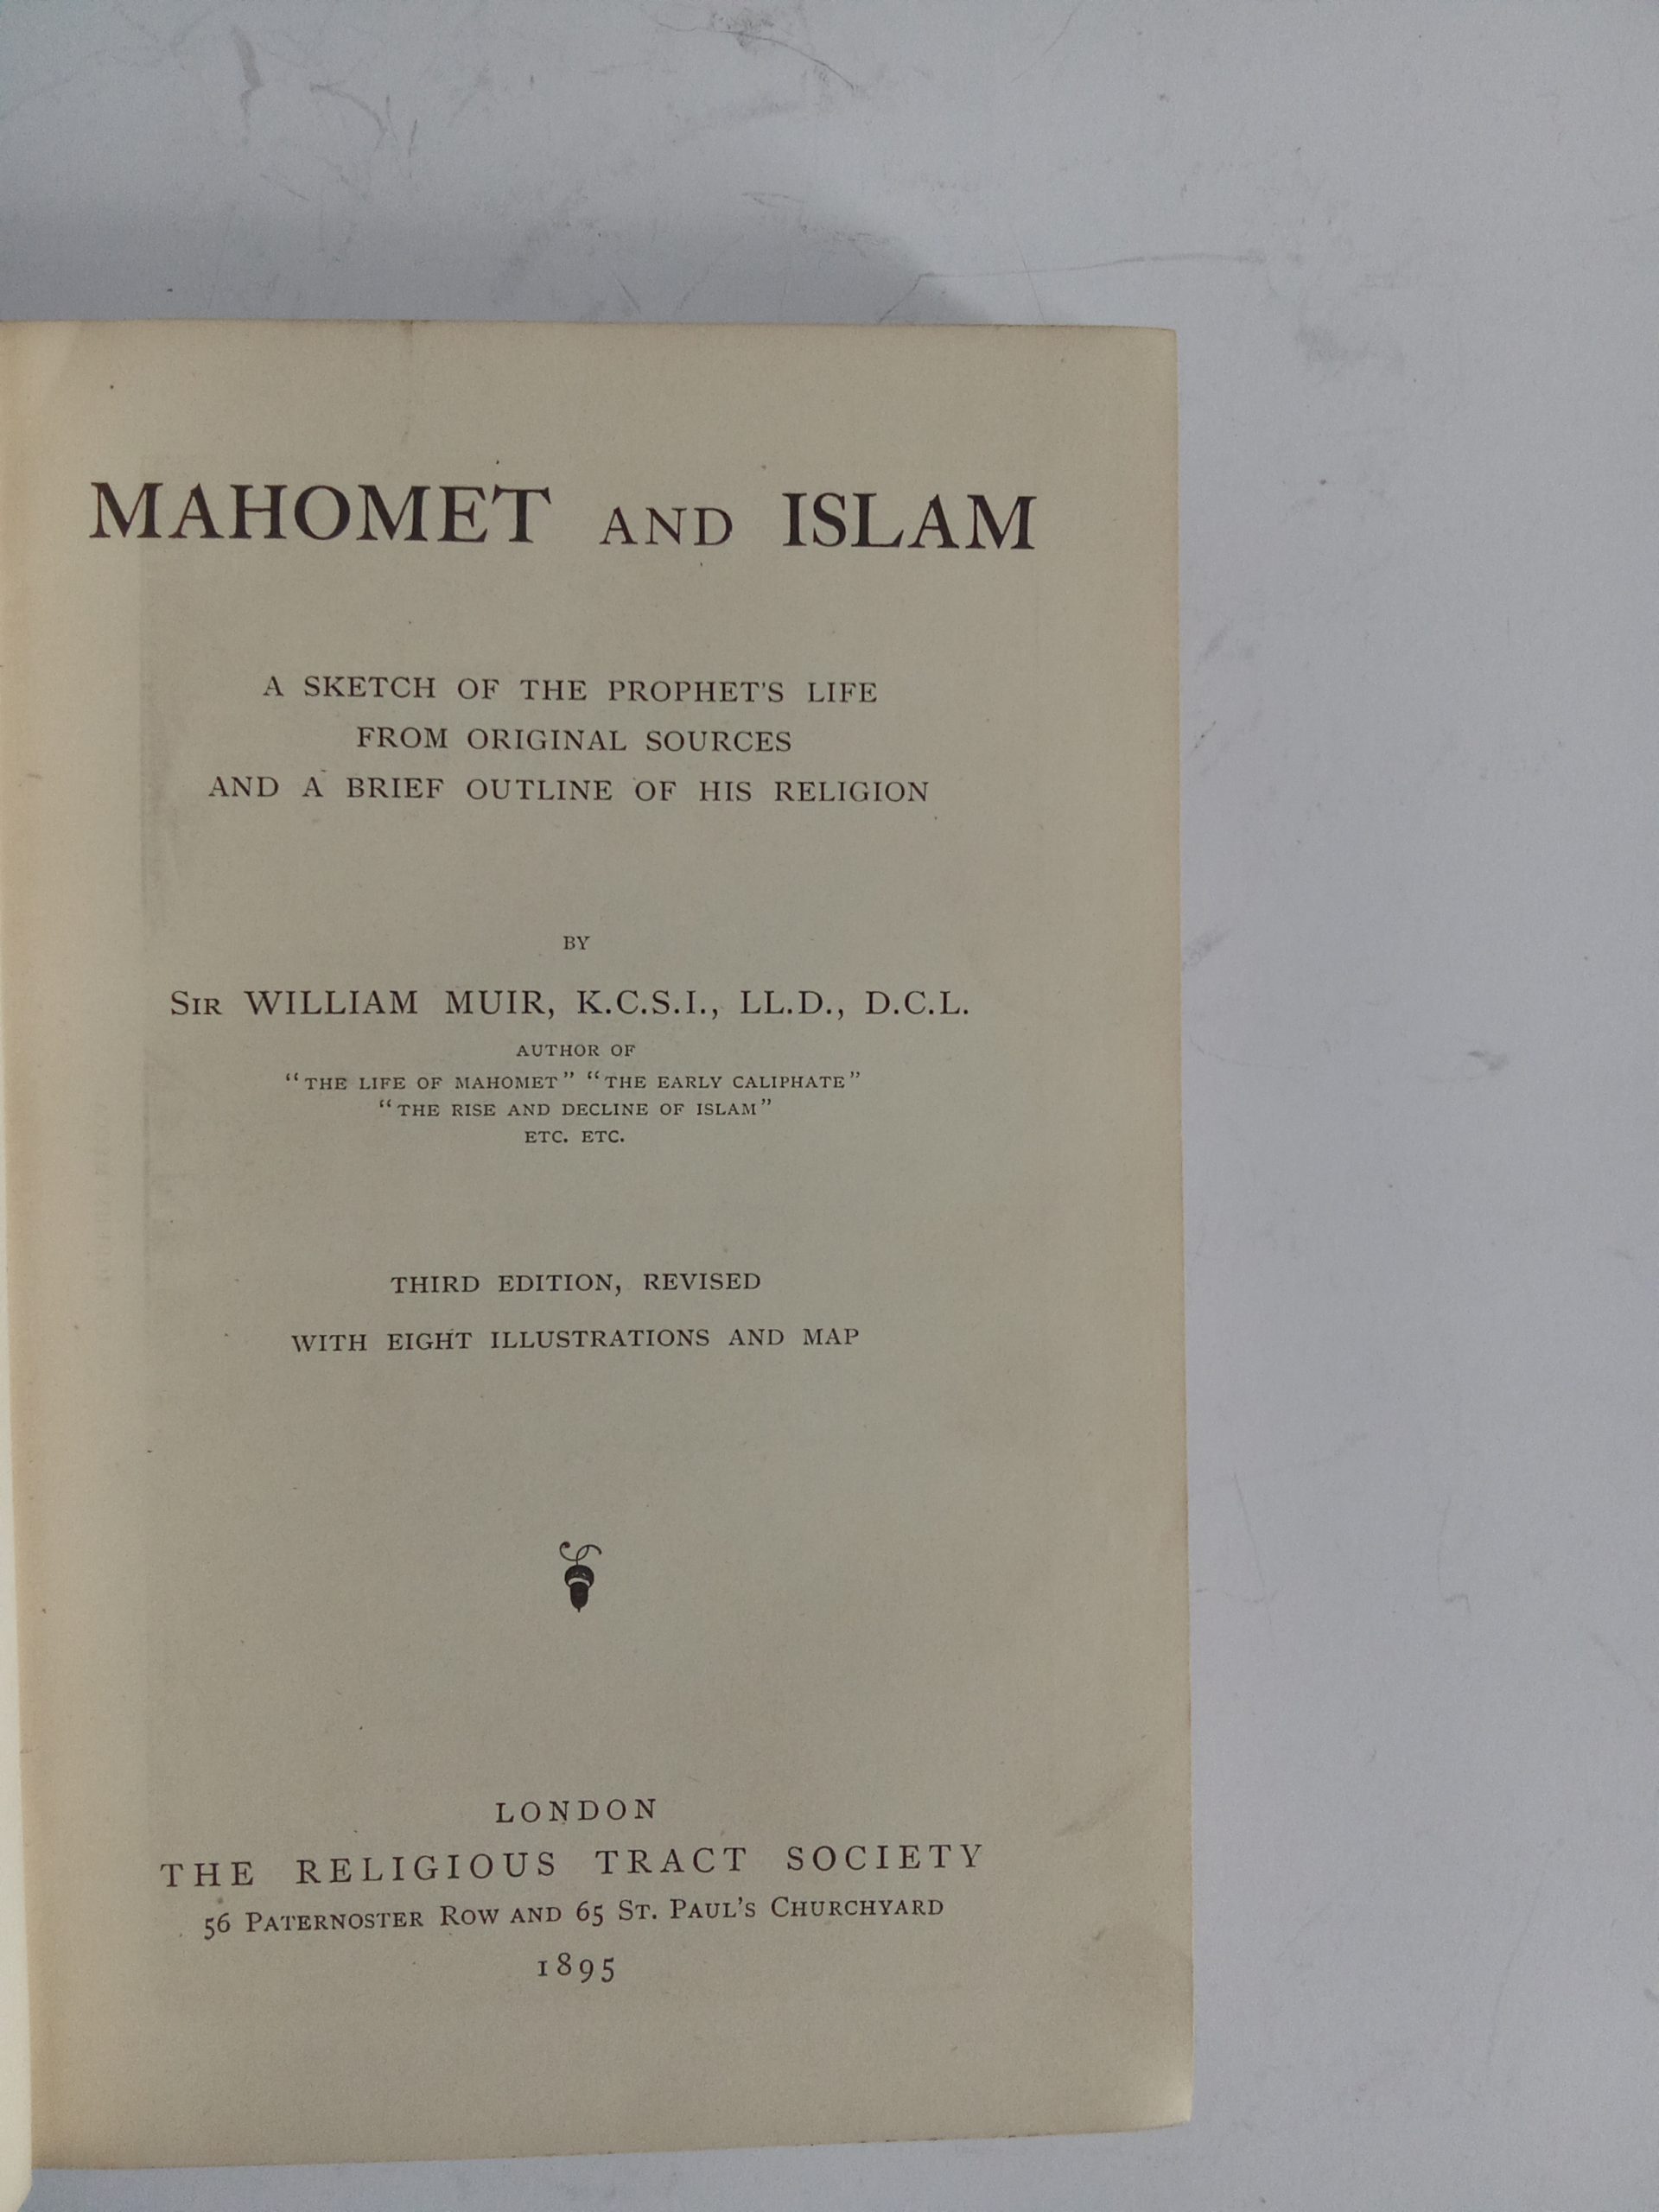 MAHOMET AND ISLAM
A SKETCH OF THE PROPHET'S LIFE
FROM ORIGINAL SOURCES
AND A BRIEF OUTLINE OF HIS RELIGION
BY
SIR WILLIAM MUIR, K.C.S.I., LL.D., D.C.L.
AUTHOR OF
"THE LIFE OF MAHOMET" "THE EARLY CALIPHATE"
"THE RISE AND DECLINE OF ISLAM"
ETC. ETC.
THIRD EDITION, REVISED
WITH EIGHT ILLUSTRATIONS AND MAP
LONDON
THE RELIGIOUS TRACT SOCIETY
56 PATERNOSTER ROW AND 65 ST. PAUL'S CHURCHYARD
1895